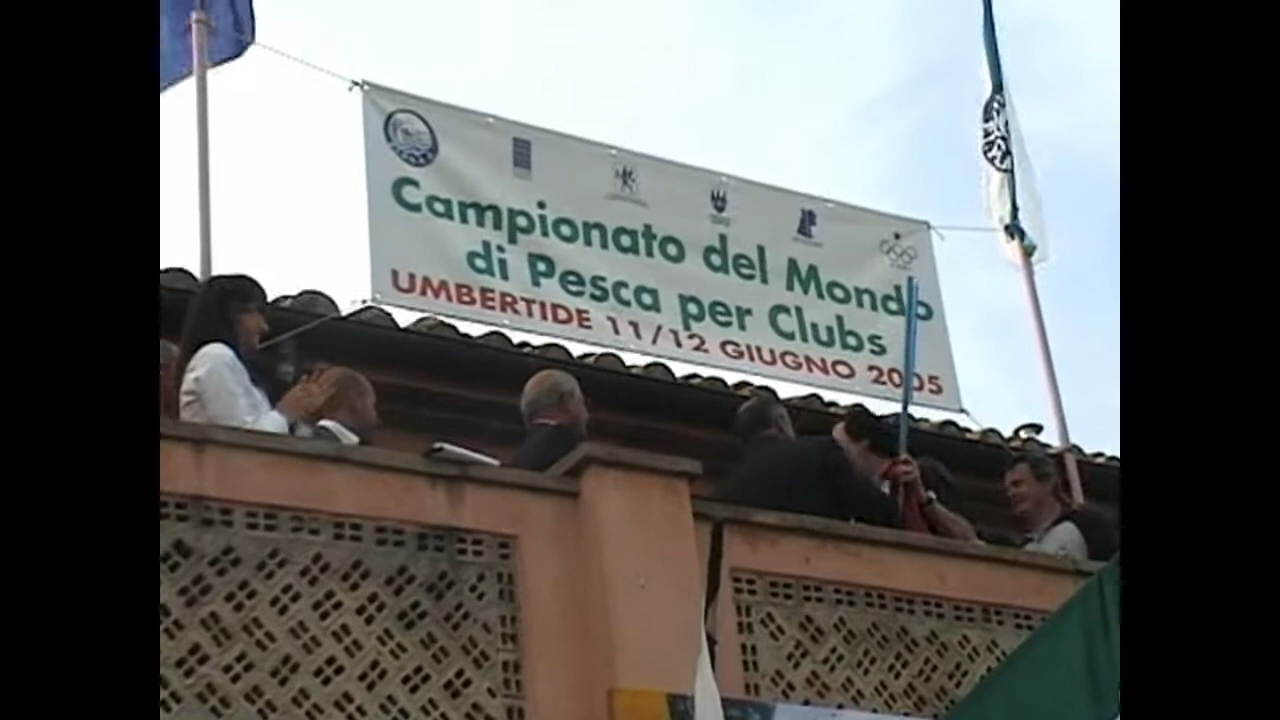 Campionato del Mondo
di Pesca per Clubs
UMBERTIDE 11/12 GIUGNO 2005